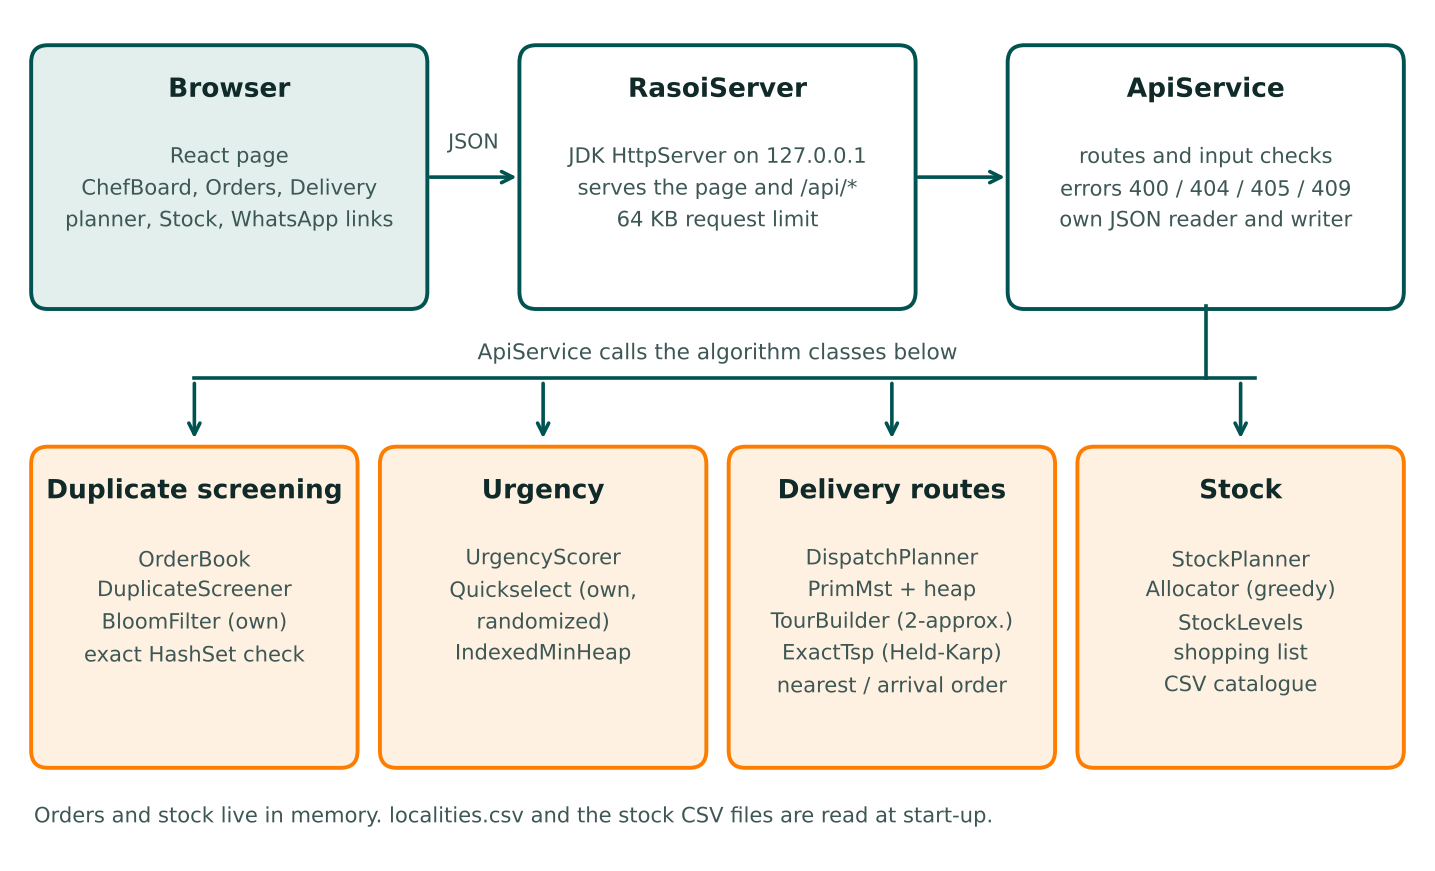 Browser
React page
ChefBoard, Orders, Delivery
planner, Stock, WhatsApp links
JSON
RasoiServer
JDK HttpServer on 127.0.0.1
serves the page and /api/*
64 KB request limit
ApiService
routes and input checks
errors 400 / 404 / 405 / 409
own JSON reader and writer
ApiService calls the algorithm classes below
Duplicate screening
OrderBook
DuplicateScreener
BloomFilter (own)
exact HashSet check
Urgency
UrgencyScorer
Quickselect (own,
randomized)
IndexedMinHeap
Delivery routes
DispatchPlanner
PrimMst + heap
TourBuilder (2-approx.)
ExactTsp (Held-Karp)
nearest / arrival order
Stock
StockPlanner
Allocator (greedy)
StockLevels
shopping list
CSV catalogue
Orders and stock live in memory. localities.csv and the stock CSV files are read at start-up.